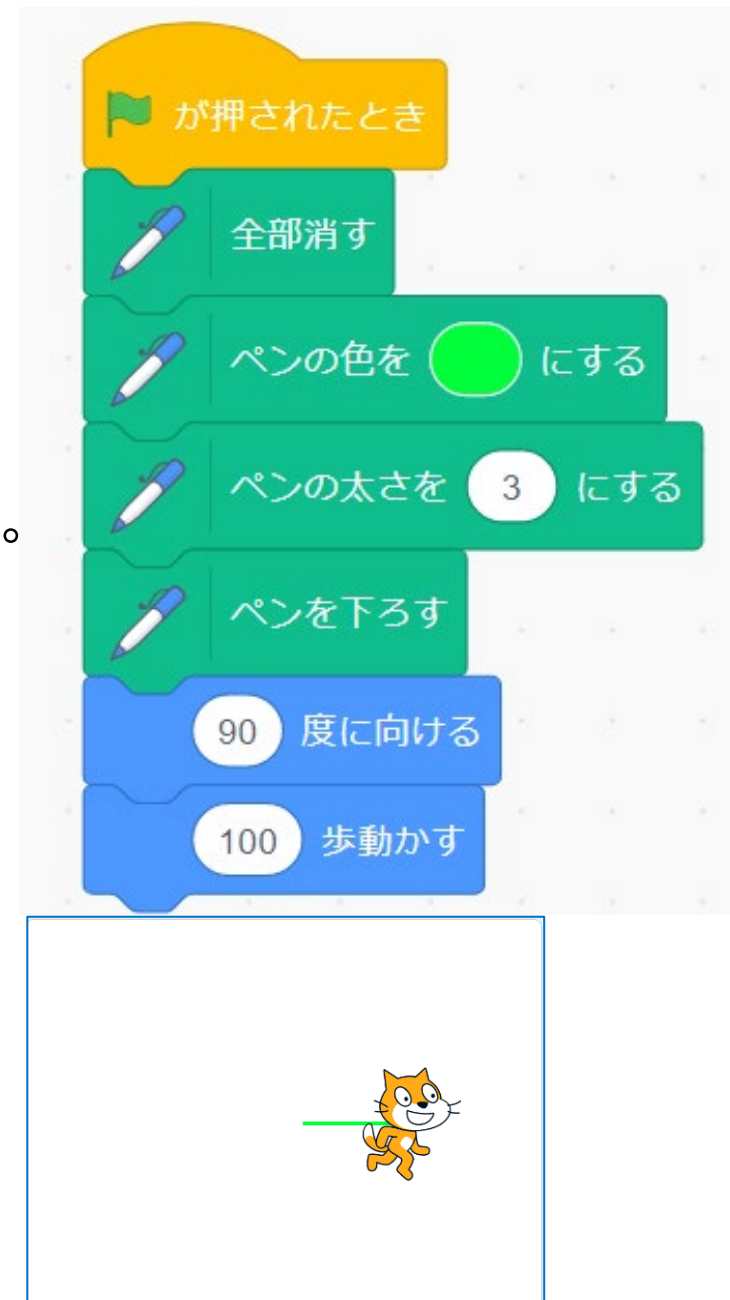 が押されたとき
全部消す
ペンの色を にする
。
ペンの太さを 3 にする
ペンを下ろす
90 度に向ける
100 歩動かす